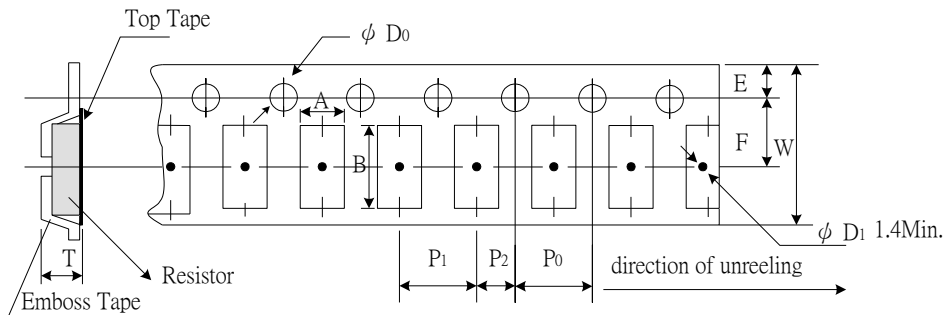 Top Tape
ϕ D0
A
E
F
W
B
ϕ D1 1.4Min.
T
P1
P2
P0
direction of unreeling
Resistor
Emboss Tape